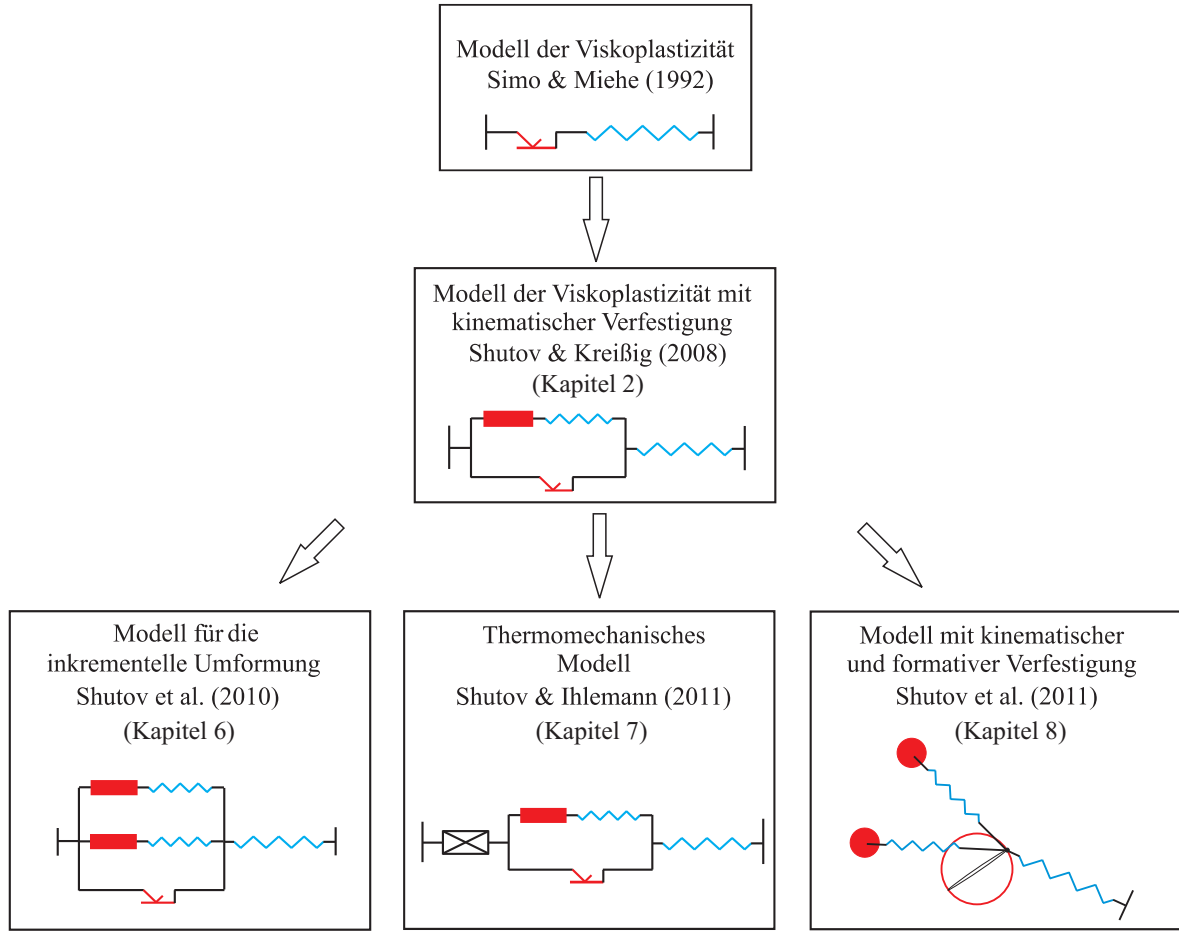 Modell der Viskoplastizität
Simo & Miehe (1992)
Modell der Viskoplastizität mit
kinematischer Verfestigung
Shutov & Kreißig (2008)
(Kapitel 2)
Modell für die
inkrementelle Umformung
Shutov et al. (2010)
(Kapitel 6)
Thermomechanisches
Modell
Shutov & Ihlemann (2011)
(Kapitel 7)
Modell mit kinematischer
und formativer Verfestigung
Shutov et al. (2011)
(Kapitel 8)